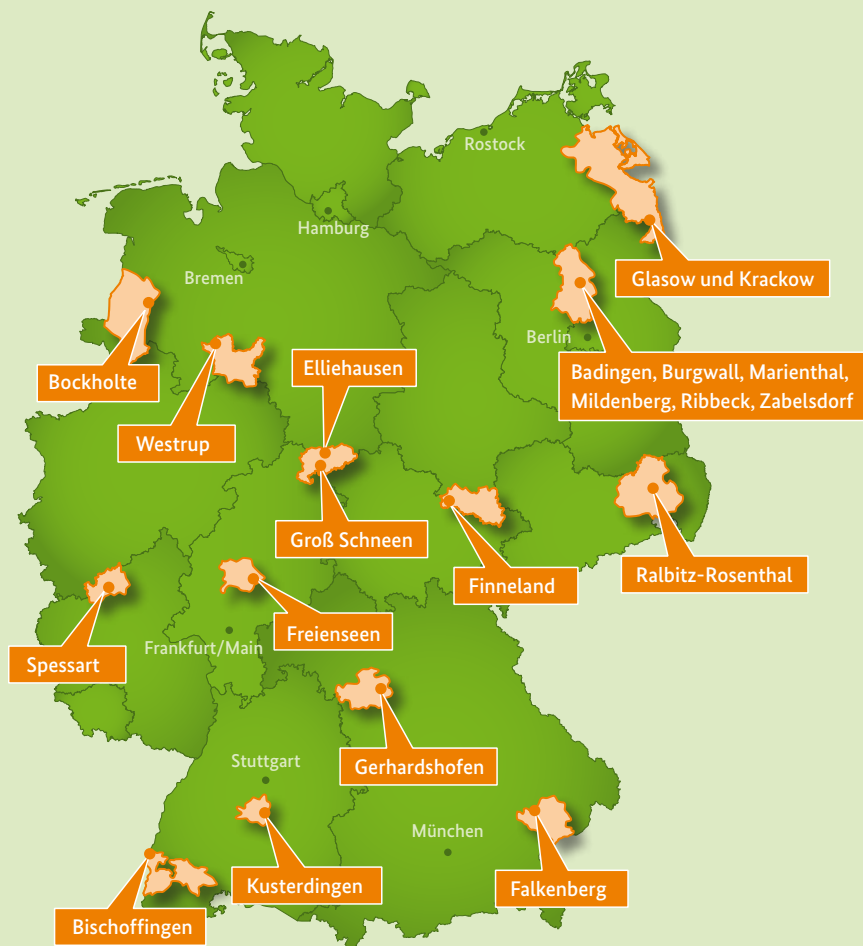 Rostock
Hamburg
Bremen
Glasow und Krackow
Berlin
Bockholte
Elliehausen
Badingen, Burgwall, Marienthal,
Mildenberg, Ribbeck, Zabelsdorf
Westrup
Groß Schneen
Finneland
Ralbitz-Rosenthal
Freienseen
Frankfurt/Main
Spessart
Gerhardshofen
Stuttgart
München
Kusterdingen
Falkenberg
Bischoffingen